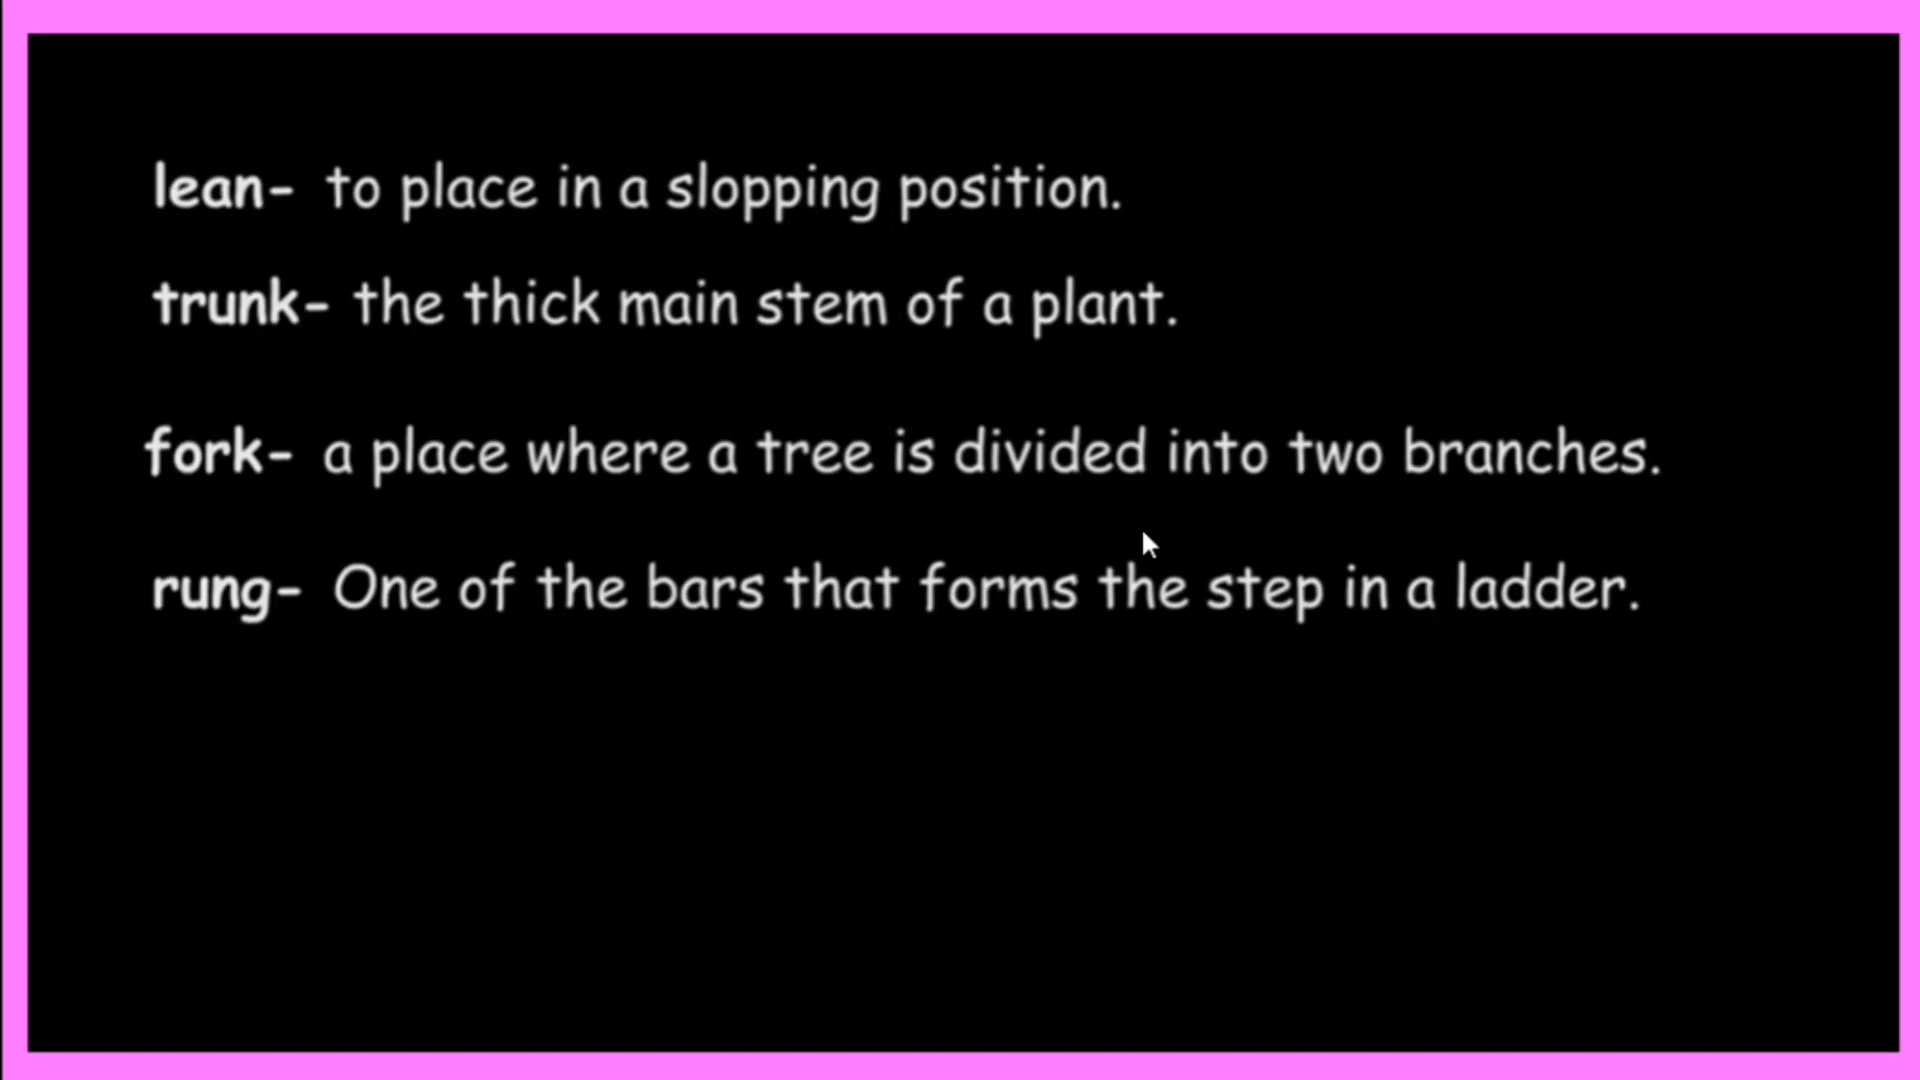 lean- to place in a slopping position.
trunk- the thick main stem of a plant.
fork- a place where a tree is divided into two branches.
rung- One of the bars that forms the step in a ladder.